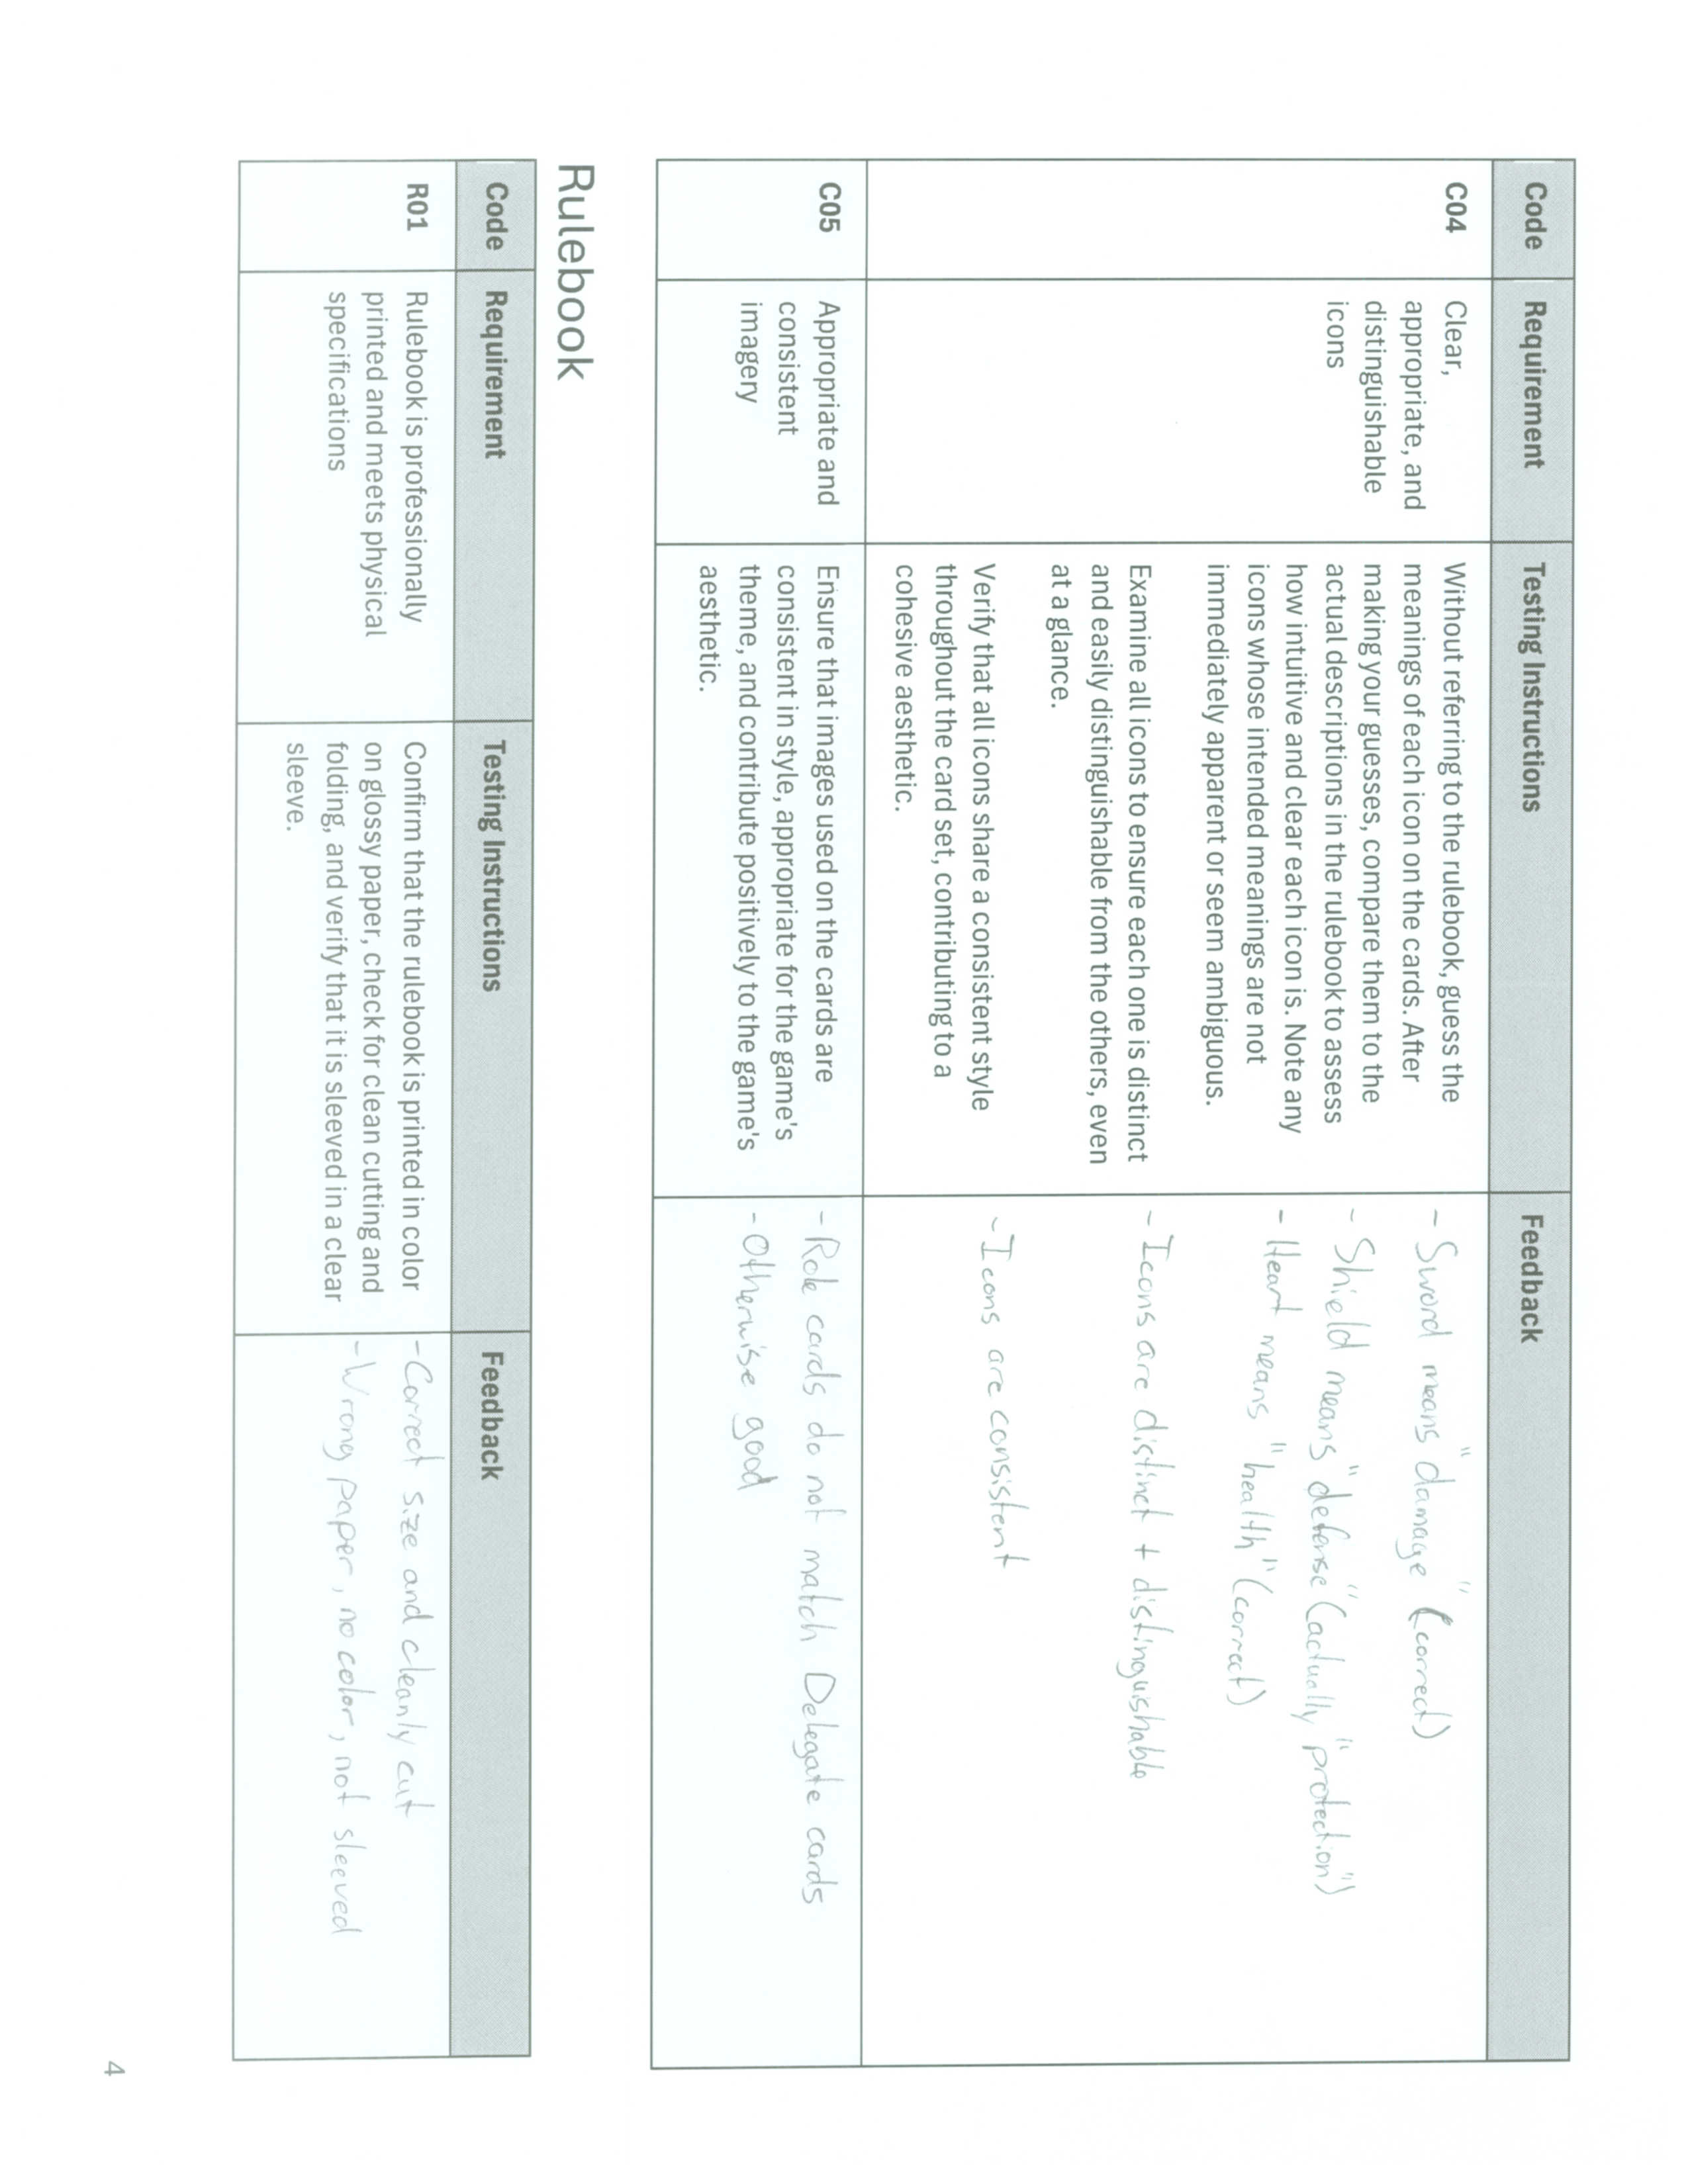 Code Requirement Testing Instructions Feedback
C04
Clear,
appropriate, and
distinguishable
icons
Without referring to the rulebook, guess the
meanings of each icon on the cards. After
making your guesses, compare them to the
actual descriptions in the rulebook to assess
how intuitive and clear each icon is. Note any
icons whose intended meanings are not
immediately apparent or seem ambiguous.
Examine all icons to ensure each one is distinct
and easily distinguishable from the others, even
at a glance.
Verify that all icons share a consistent style
throughout the card set, contributing to a
cohesive aesthetic.
- Sword means "damage" (correct)
- Shield means "defense" (actually "protection")
- Heart means "health" (correct)
- Icons are distinct + distinguishable
- Icons are consistent
C05
Appropriate and
consistent
imagery
Ensure that images used on the cards are
consistent in style, appropriate for the game's
theme, and contribute positively to the game's
aesthetic.
- Role cards do not match Delegate cards
- Otherwise good
Rulebook
Code Requirement Testing Instructions Feedback
R01
Rulebook is professionally
printed and meets physical
specifications
Confirm that the rulebook is printed in color
on glossy paper, check for clean cutting and
folding, and verify that it is sleeved in a clear
sleeve.
- Correct size and cleanly cut
- Wrong paper, no color, not sleeved
4